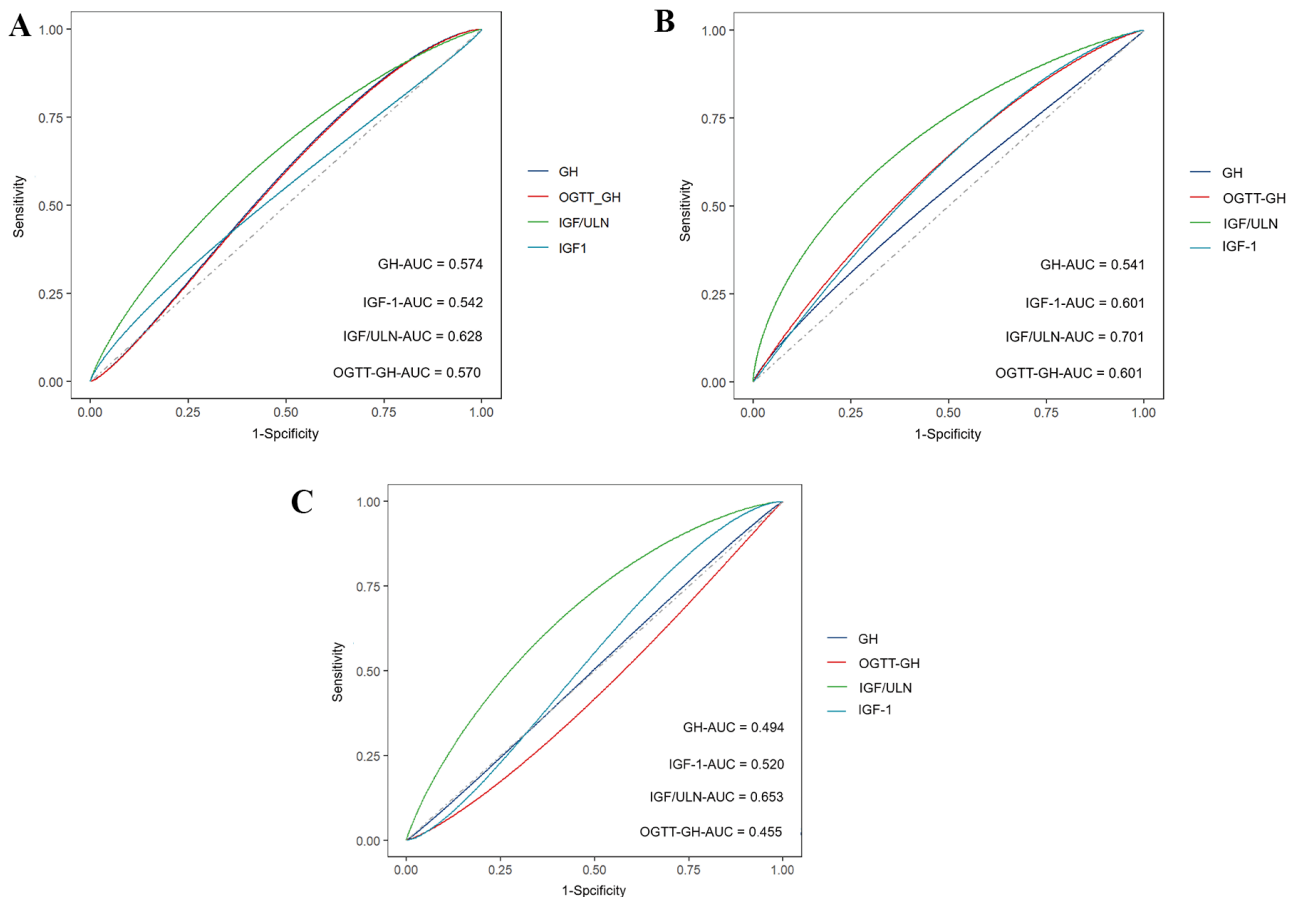 A
1.00
0.75
0.50
0.25
0.00
Sensitivity
GH
OGTT_GH
IGF/ULN
IGF1
GH-AUC = 0.574
IGF-1-AUC = 0.542
IGF/ULN-AUC = 0.628
OGTT-GH-AUC = 0.570
0.00 0.25 0.50 0.75 1.00
1-Spcificity
B
1.00
0.75
0.50
0.25
0.00
Sensitivity
GH
OGTT-GH
IGF/ULN
IGF-1
GH-AUC = 0.541
IGF-1-AUC = 0.601
IGF/ULN-AUC = 0.701
OGTT-GH-AUC = 0.601
0.00 0.25 0.50 0.75 1.00
1-Spcificity
C
1.00
0.75
0.50
0.25
0.00
Sensitivity
GH
OGTT-GH
IGF/ULN
IGF-1
GH-AUC = 0.494
IGF-1-AUC = 0.520
IGF/ULN-AUC = 0.653
OGTT-GH-AUC = 0.455
0.00 0.25 0.50 0.75 1.00
1-Spcificity